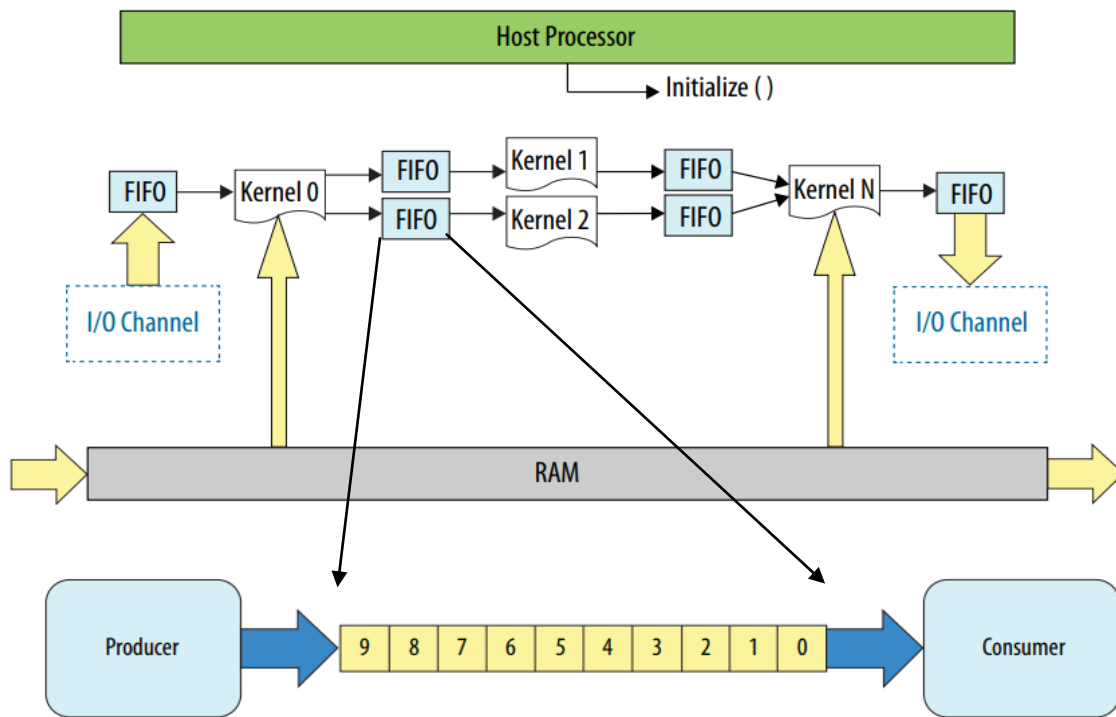 Host Processor
Initialize ( )
FIFO
Kernel 0
FIFO
FIFO
Kernel 1
Kernel 2
FIFO
FIFO
Kernel N
FIFO
I/O Channel
I/O Channel
RAM
Producer
9 8 7 6 5 4 3 2 1 0
Consumer